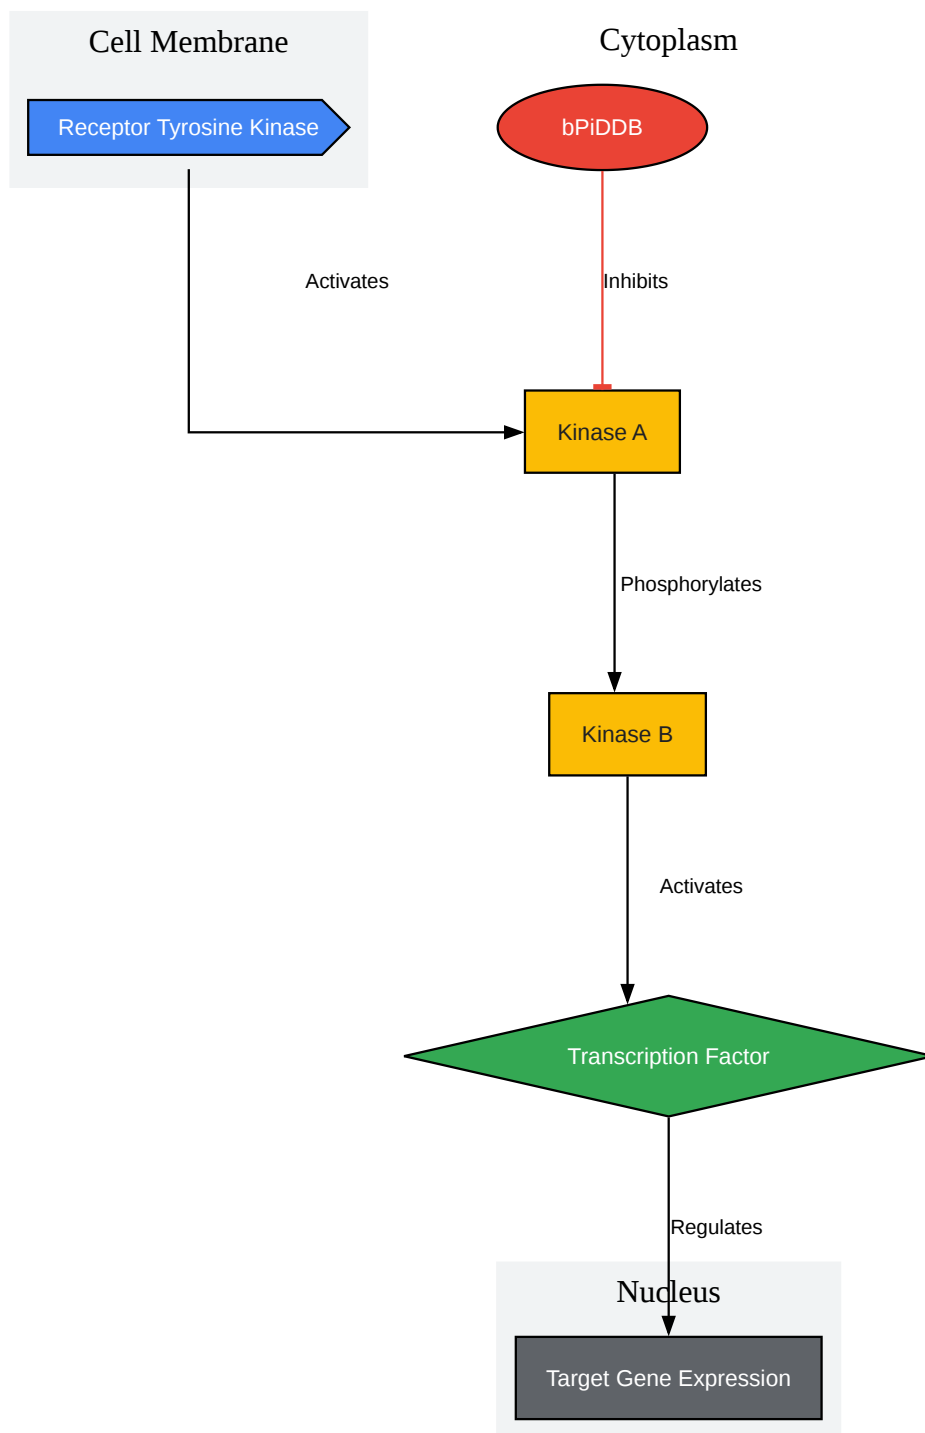 Cell Membrane
Cytoplasm
Receptor Tyrosine Kinase
bPiDDB
Activates
Inhibits
Kinase A
Phosphorylates
Kinase B
Activates
Transcription Factor
Regulates
Nucleus
Target Gene Expression